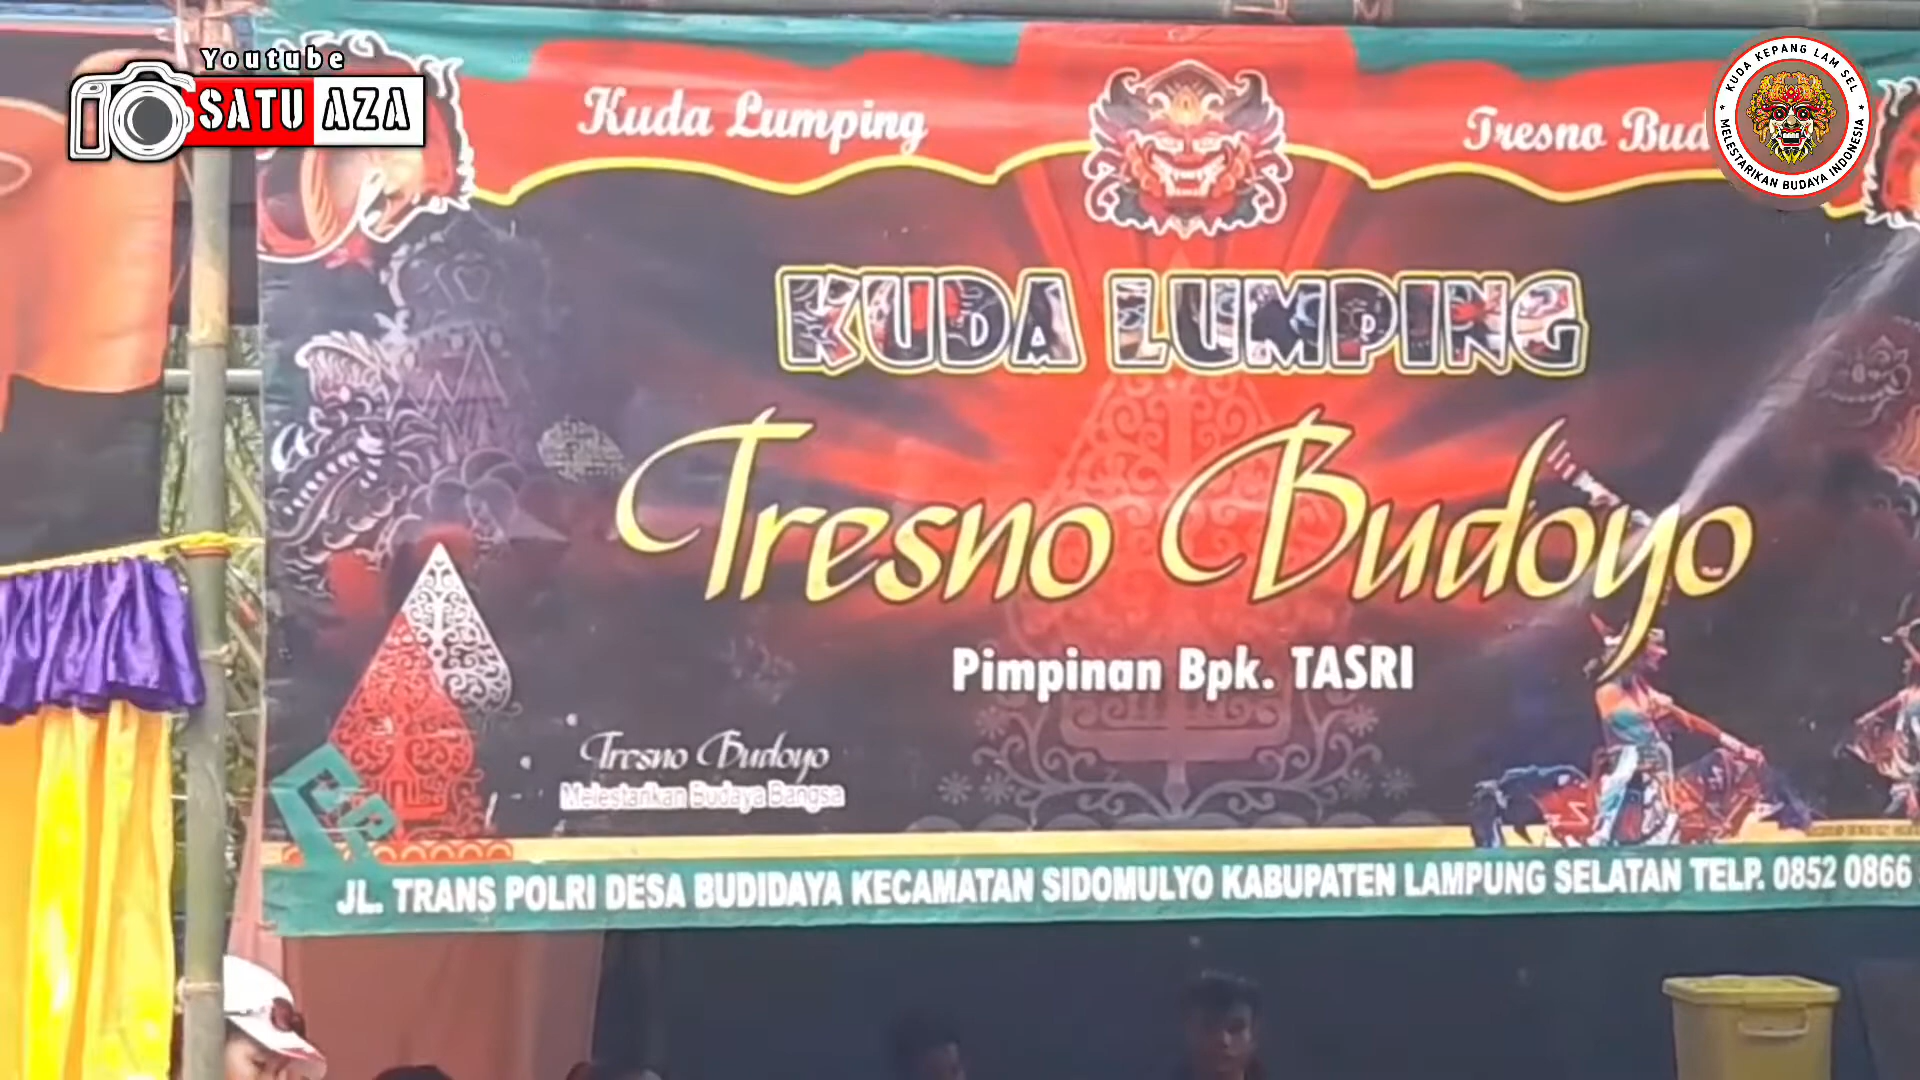 Youtube
SATU AZA
KUDA KEPANG LAM SEL
* MELESTARIKAN BUDAYA INDONESIA *
Kuda Lumping
Tresno Bud
KUDA LUMPING
Tresno Budoyo
Pimpinan Bpk. TASRI
Tresno Budoyo
Melestarikan Budaya Bangsa
JL. TRANS POLRI DESA BUDIDAYA KECAMATAN SIDOMULYO KABUPATEN LAMPUNG SELATAN TELP. 0852 0866